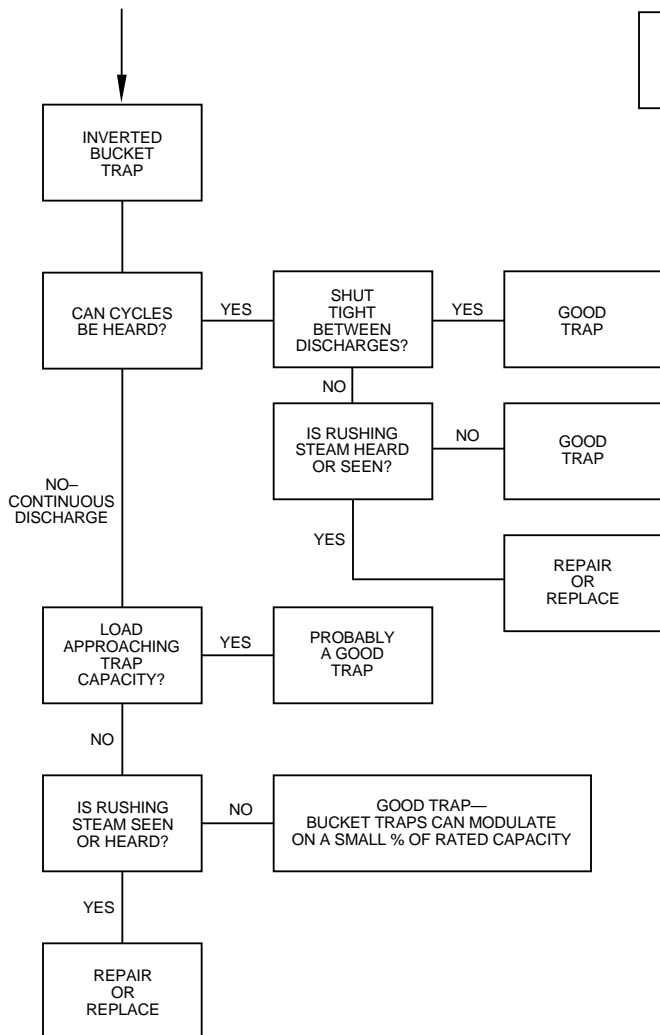 INVERTED
BUCKET
TRAP
CAN CYCLES
BE HEARD?
YES
SHUT
TIGHT
BETWEEN
DISCHARGES?
YES
GOOD
TRAP
NO
IS RUSHING
STEAM HEARD
OR SEEN?
NO
GOOD
TRAP
YES
REPAIR
OR
REPLACE
NO–
CONTINUOUS
DISCHARGE
LOAD
APPROACHING
TRAP
CAPACITY?
YES
PROBABLY
A GOOD
TRAP
NO
IS RUSHING
STEAM SEEN
OR HEARD?
NO
GOOD TRAP—
BUCKET TRAPS CAN MODULATE
ON A SMALL % OF RATED CAPACITY
YES
REPAIR
OR
REPLACE